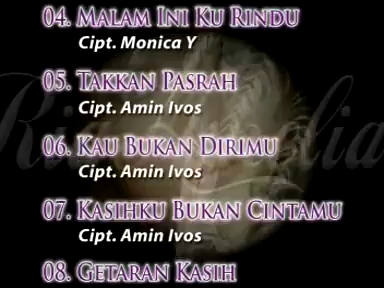 04. MALAM INI KU RINDU
Cipt. Monica Y
05. TAKKAN PASRAH
Cipt. Amin Ivos
06. KAU BUKAN DIRIMU
Cipt. Amin Ivos
07. KASIHKU BUKAN CINTAMU
Cipt. Amin Ivos
08. GETARAN KASIH